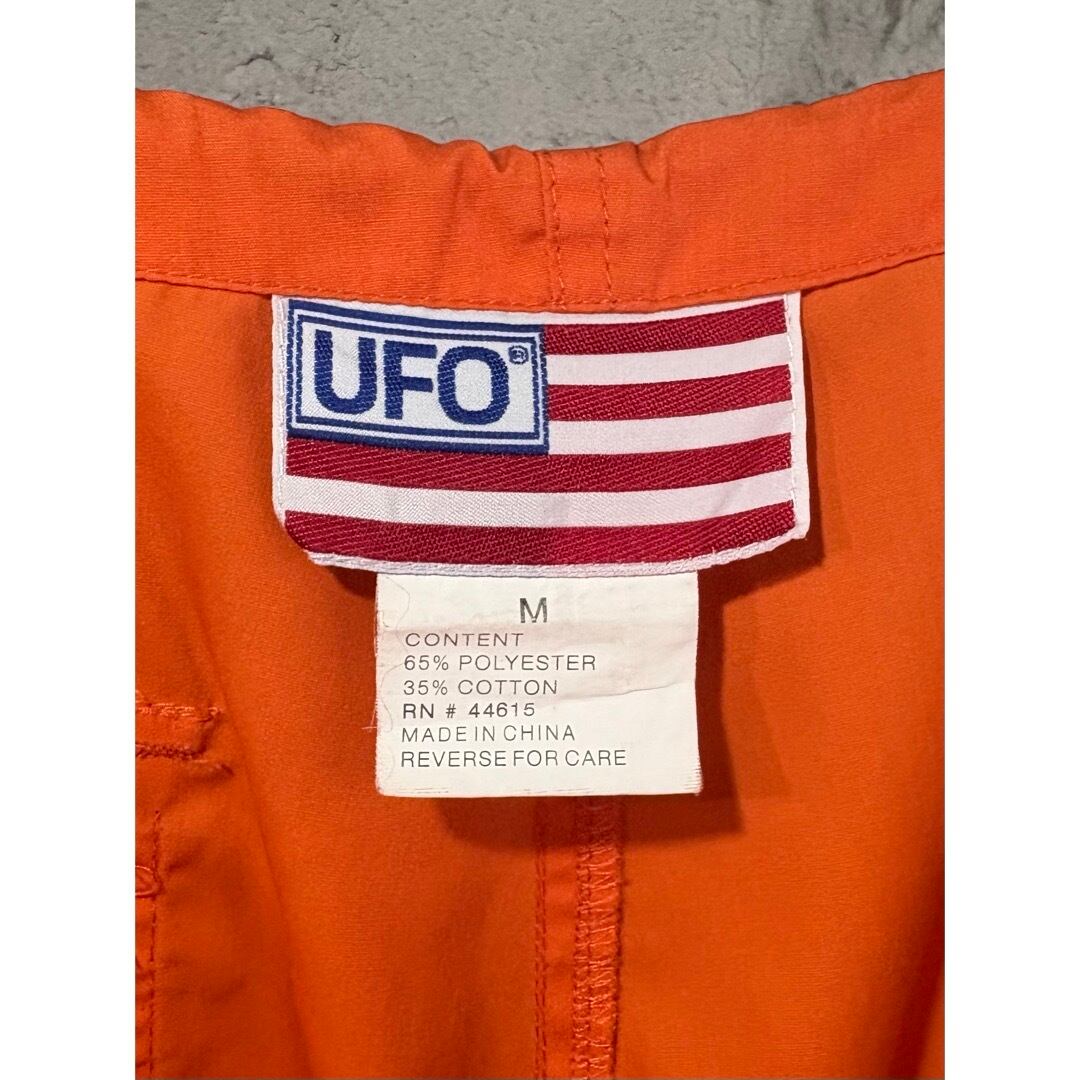 UFO®
M
CONTENT
65% POLYESTER
35% COTTON
RN # 44615
MADE IN CHINA
REVERSE FOR CARE